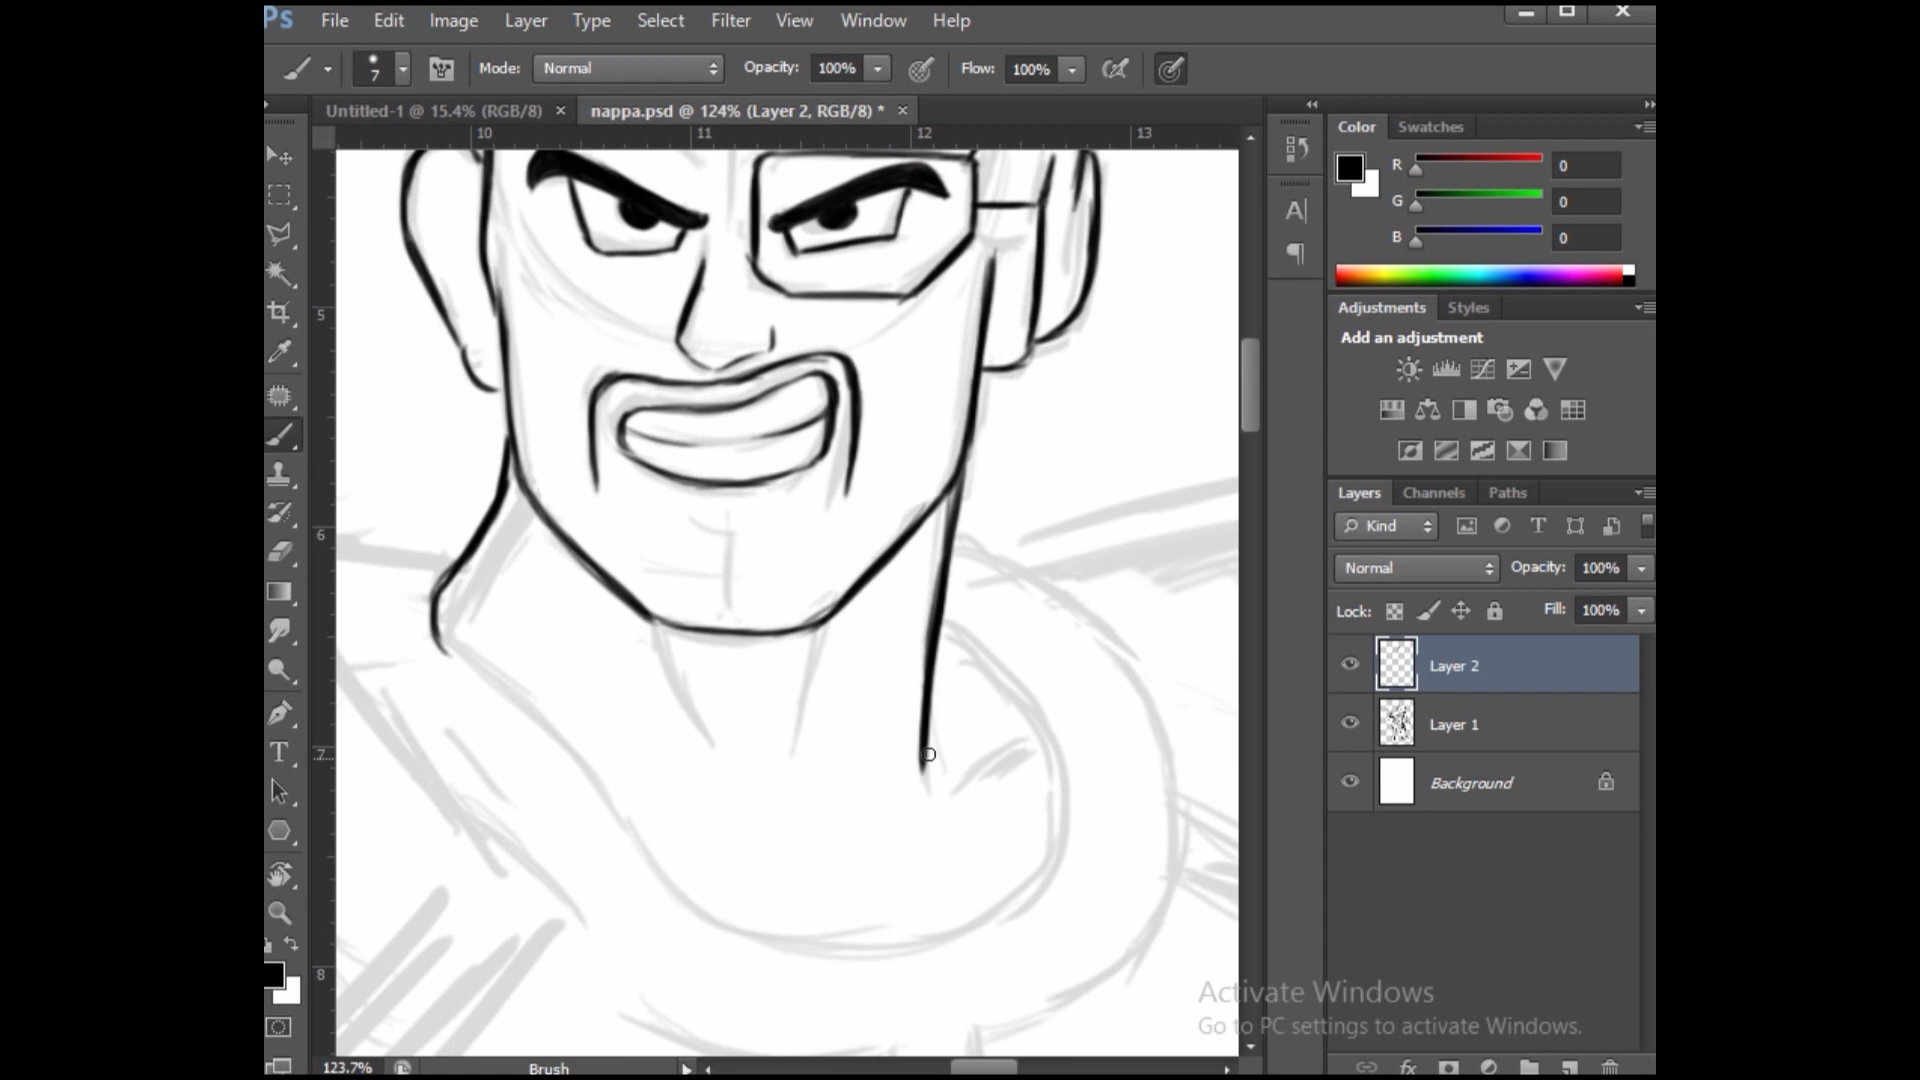 Ps File Edit Image Layer Type Select Filter View Window Help
7 Mode: Normal Opacity: 100% Flow: 100%
Untitled-1 @ 15.4% (RGB/8) × nappa.psd @ 124% (Layer 2, RGB/8) * ×
10 11 12 13
5
6
7
8
Color Swatches
R 0
G 0
B 0
Adjustments Styles
Add an adjustment
Layers Channels Paths
Kind
Normal Opacity: 100%
Lock: Fill: 100%
Layer 2
Layer 1
Background
Activate Windows
Go to PC settings to activate Windows.
123.7% Brush